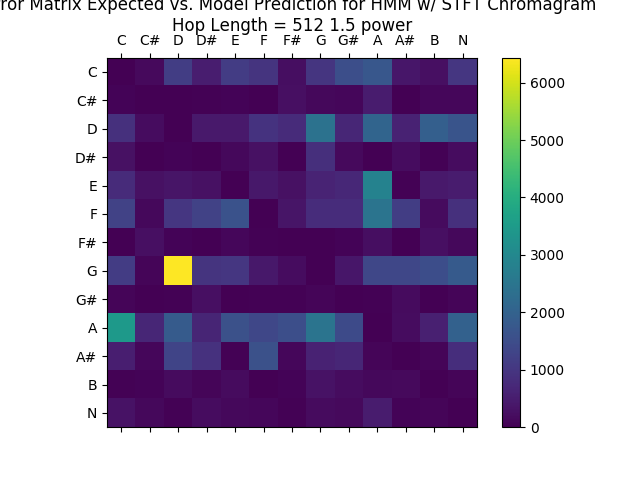 ror Matrix Expected vs. Model Prediction for HMM w/ STFT Chromagram
Hop Length = 512 1.5 power
C C# D D# E F F# G G# A A# B N
C
C#
D
D#
E
F
F#
G
G#
A
A#
B
N
6000
5000
4000
3000
2000
1000
0